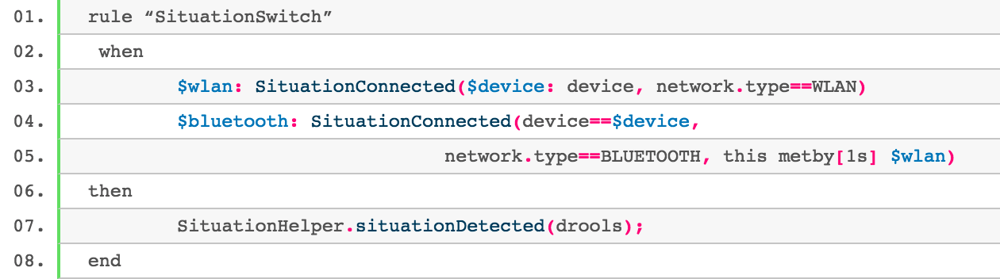 01. rule “SituationSwitch”
02. when
03. $wlan: SituationConnected($device: device, network.type==WLAN)
04. $bluetooth: SituationConnected(device==$device,
05. network.type==BLUETOOTH, this metby[1s] $wlan)
06. then
07. SituationHelper.situationDetected(drools);
08. end